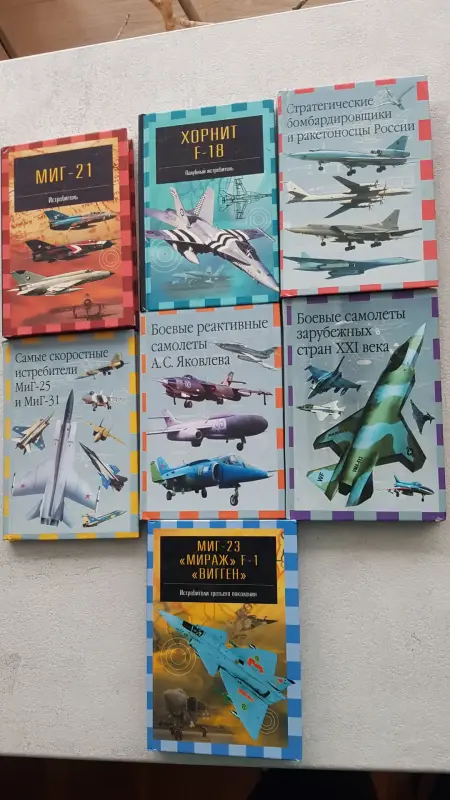 МИГ-21
Истребитель
ХОРНИТ
F-18
Палубный истребитель
Стратегические
бомбардировщики
и ракетоносцы России
Самые скоростные
истребители
МиГ-25
и МиГ-31
Боевые реактивные
самолеты
А.С. Яковлева
Боевые самолеты
зарубежных
стран XXI века
WF
МИГ-23
«МИРАЖ» F-1
«ВИГГЕН»
Истребители третьего поколения